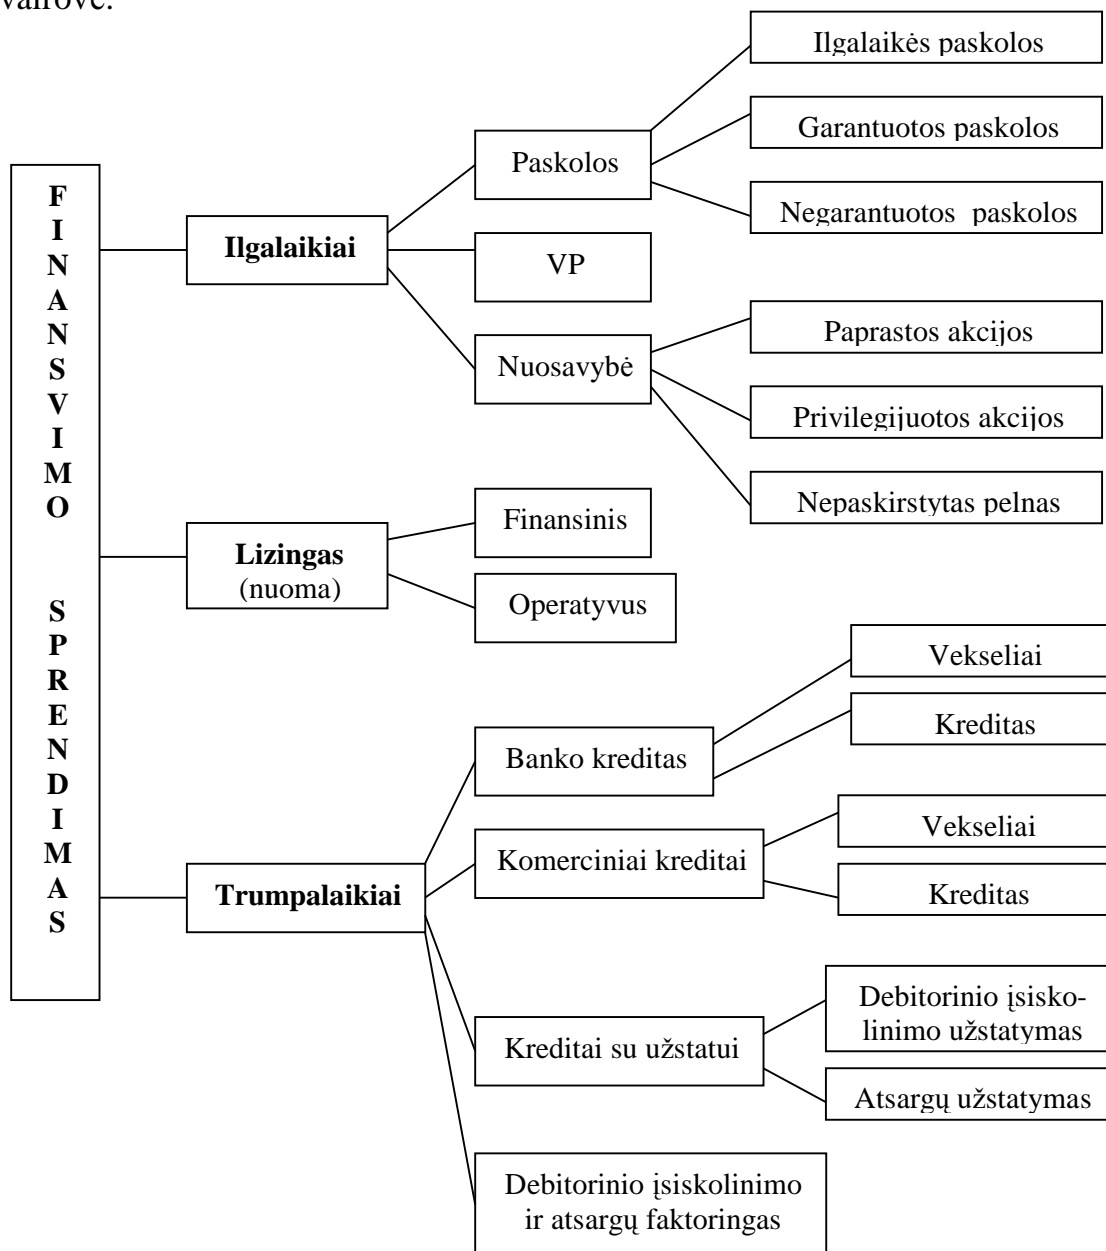 vairovė.
FINANSVIMO SPRENDIMAS
Ilgalaikiai
Paskolos
Ilgalaikės paskolos
Garantuotos paskolos
Negarantuotos paskolos
VP
Nuosavybė
Paprastos akcijos
Privilegijuotos akcijos
Nepaskirstytas pelnas
Lizingas
(nuoma)
Finansinis
Operatyvus
Trumpalaikiai
Banko kreditas
Vekseliai
Kreditas
Komerciniai kreditai
Vekseliai
Kreditas
Kreditai su užstatui
Debitorinio įsisko-
linimo užstatymas
Atsargų užstatymas
Debitorinio įsiskolinimo
ir atsargų faktoringas